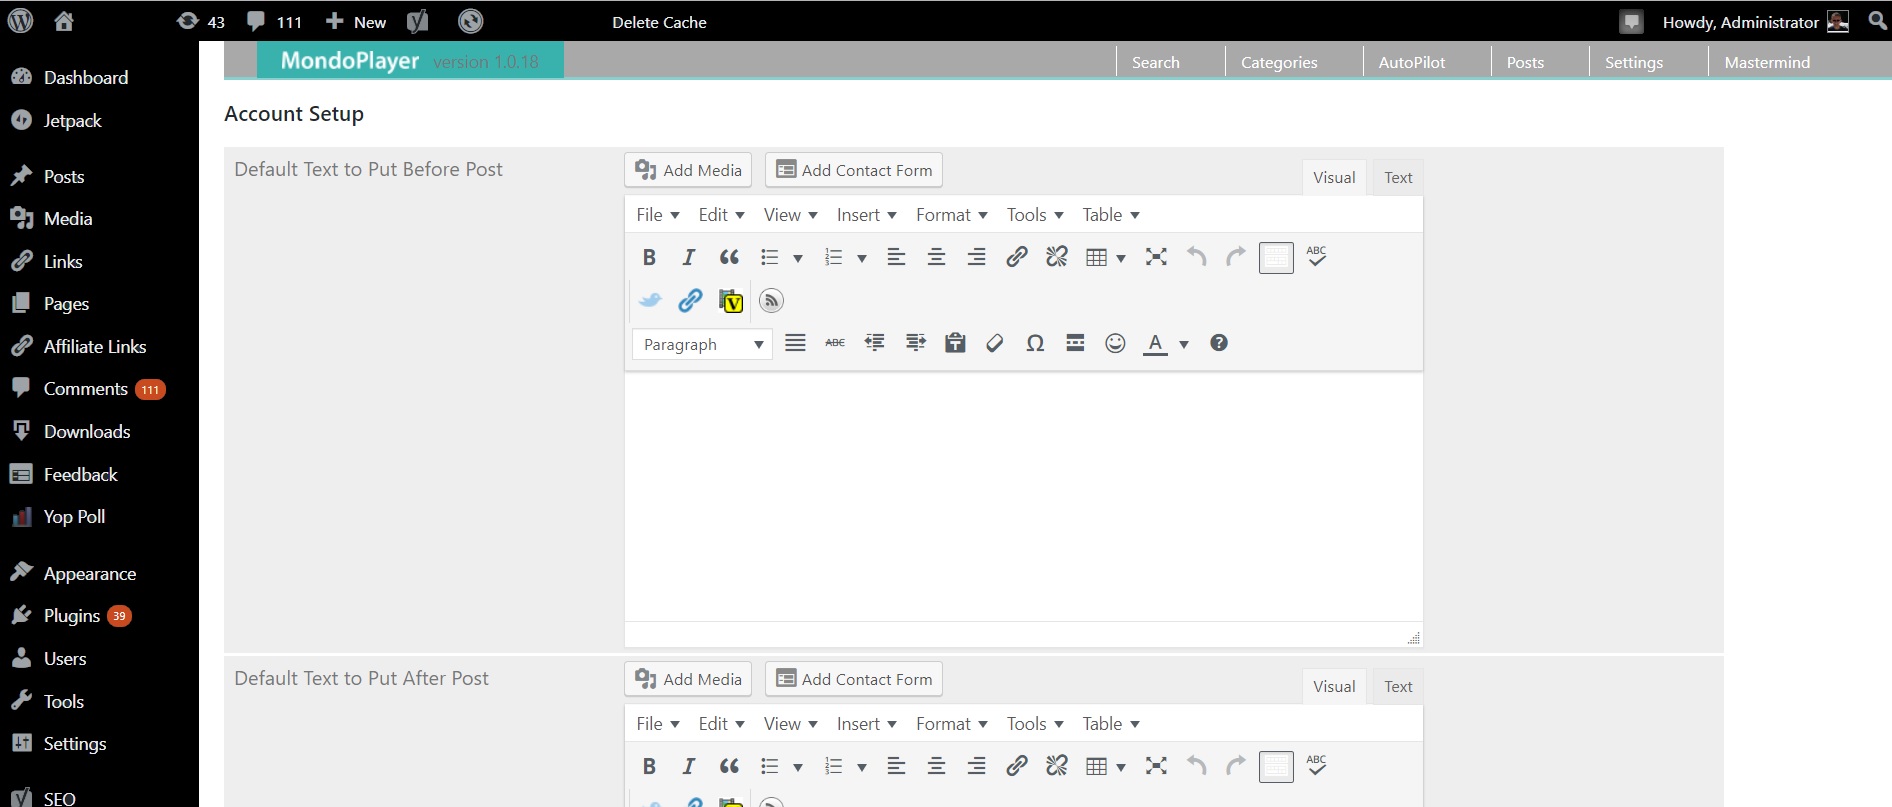 43 111 New Delete Cache Howdy, Administrator
MondoPlayer version 1.0.18 Search Categories AutoPilot Posts Settings Mastermind
Dashboard
Jetpack
Posts
Media
Links
Pages
Affiliate Links
Comments 111
Downloads
Feedback
Yop Poll
Appearance
Plugins 39
Users
Tools
Settings
SEO
Account Setup
Default Text to Put Before Post
Add Media Add Contact Form Visual Text
File Edit View Insert Format Tools Table
B I ABC
V
Paragraph ABC T Ω A ?
Default Text to Put After Post
Add Media Add Contact Form Visual Text
File Edit View Insert Format Tools Table
B I ABC